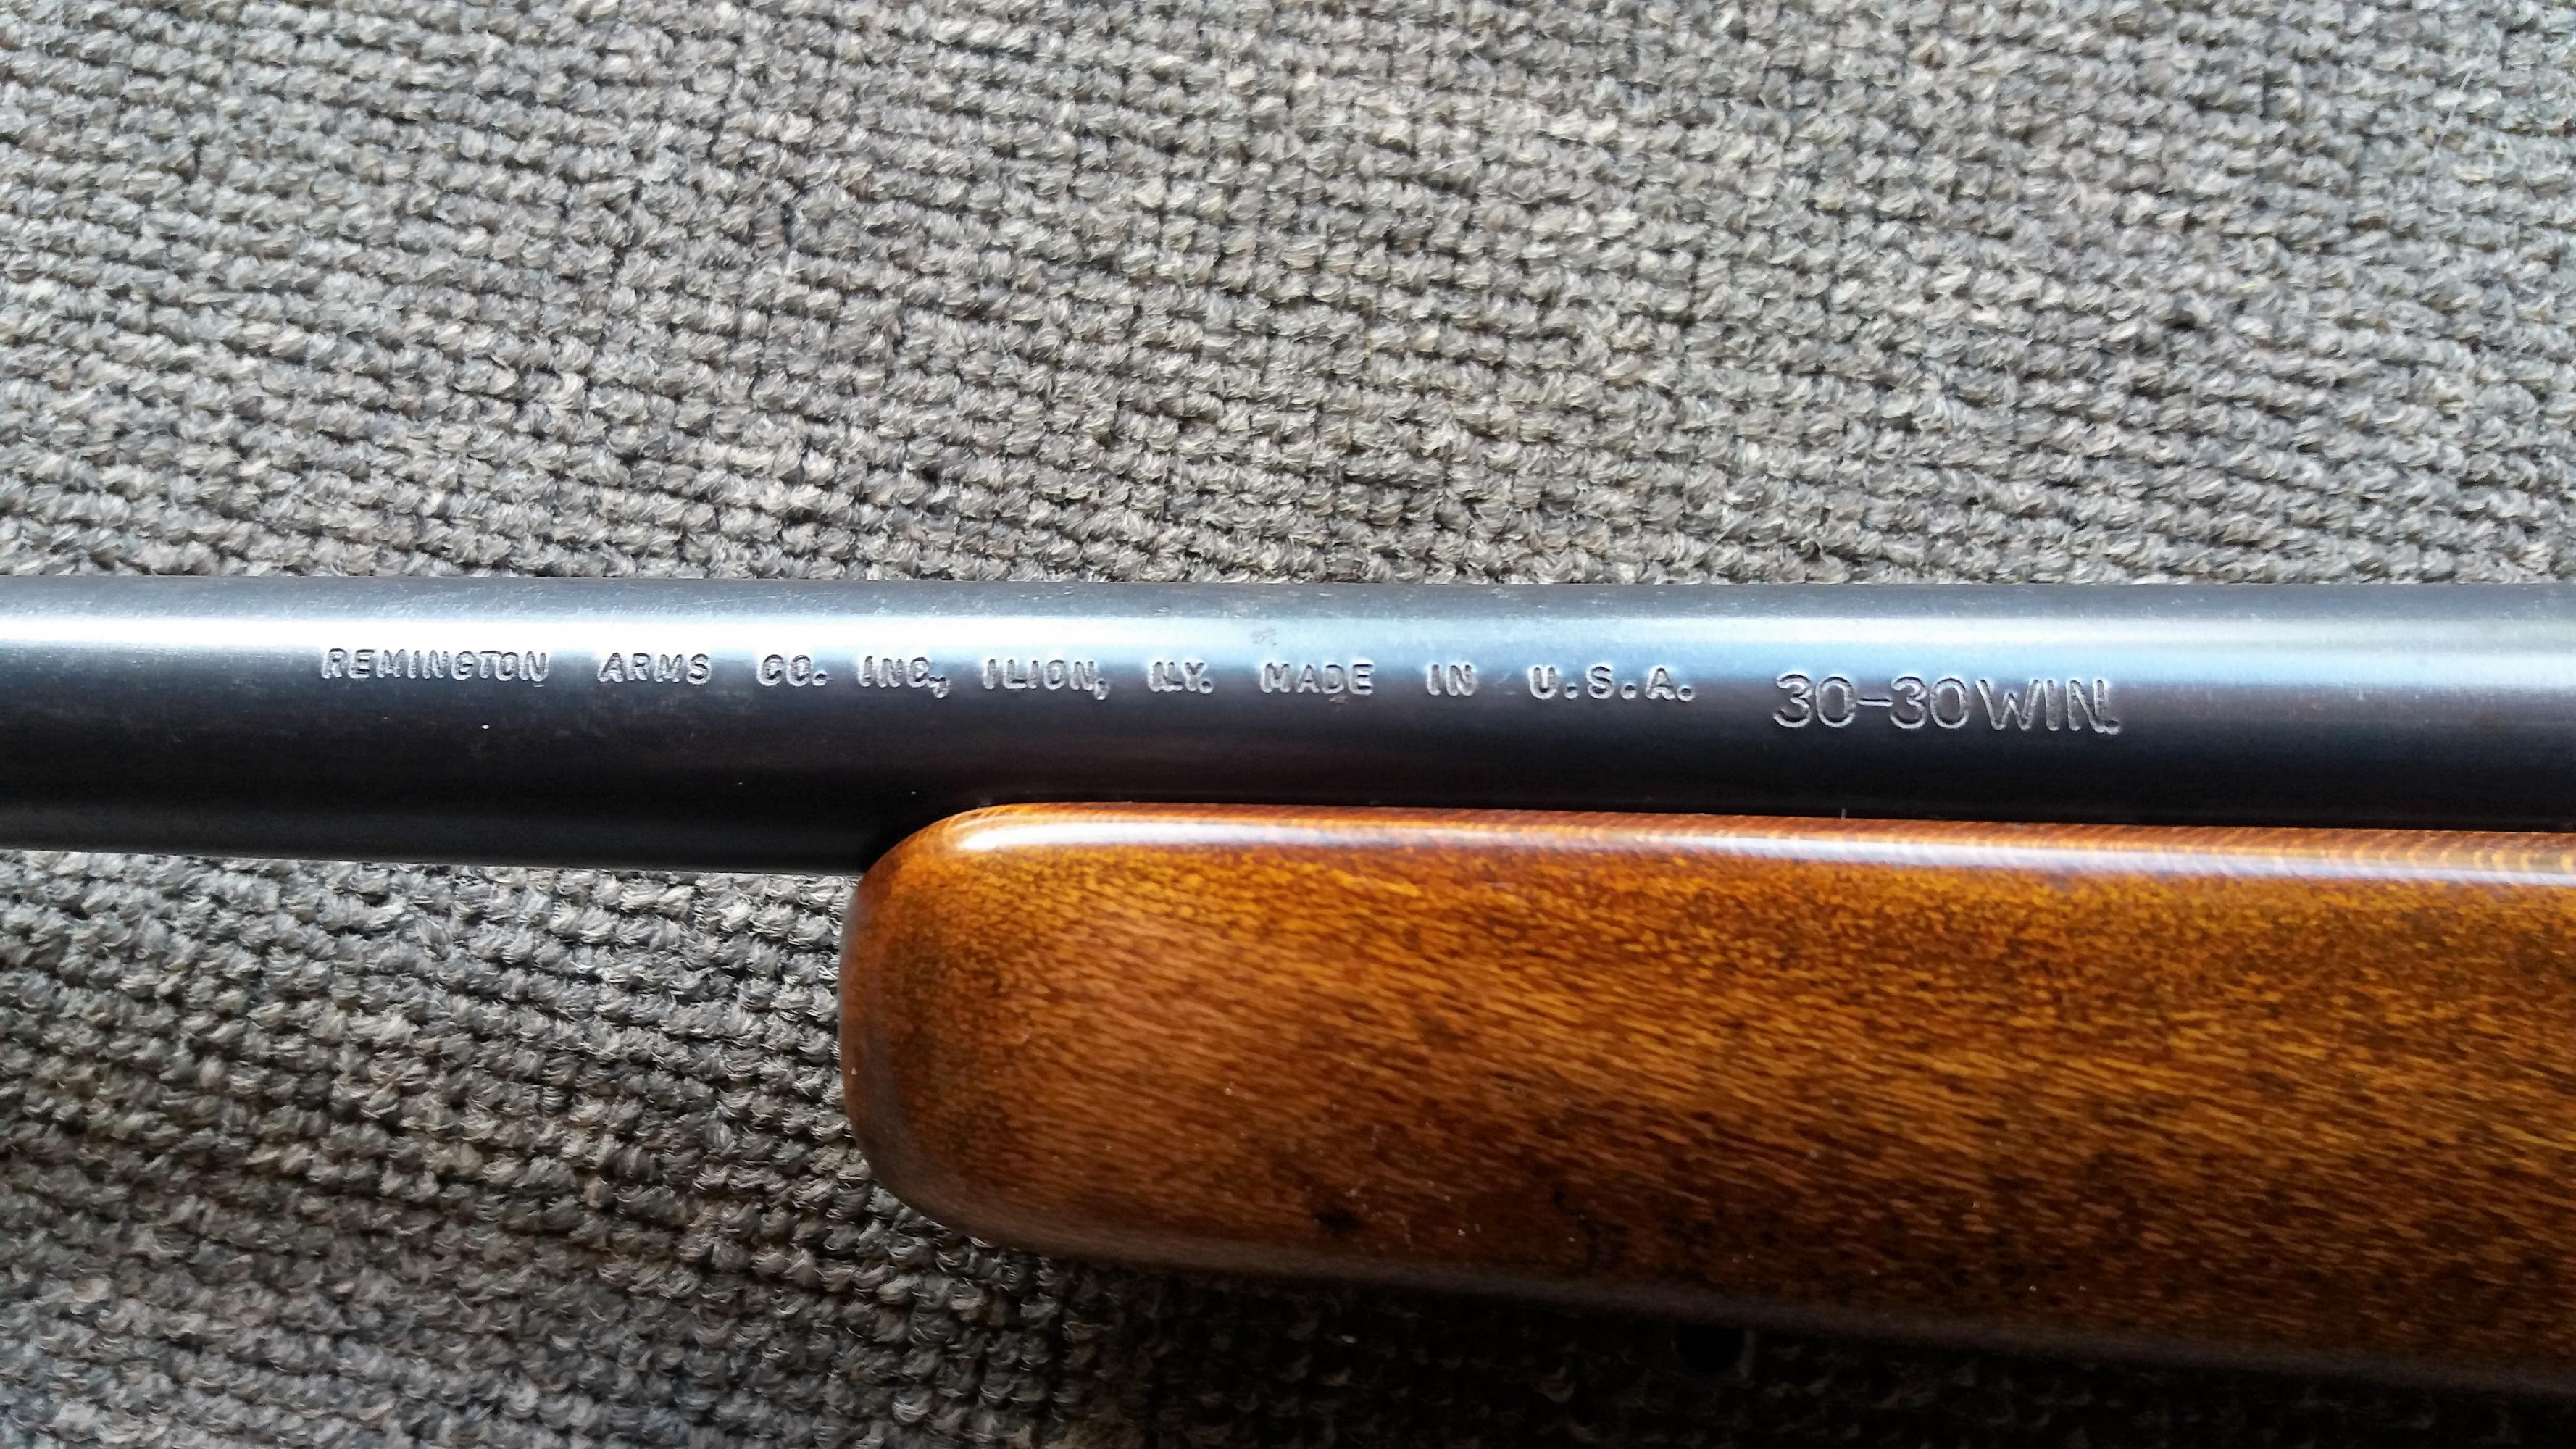 REMINGTON ARMS CO. INC., ILION, N.Y. MADE IN U.S.A. 30-30 WIN.